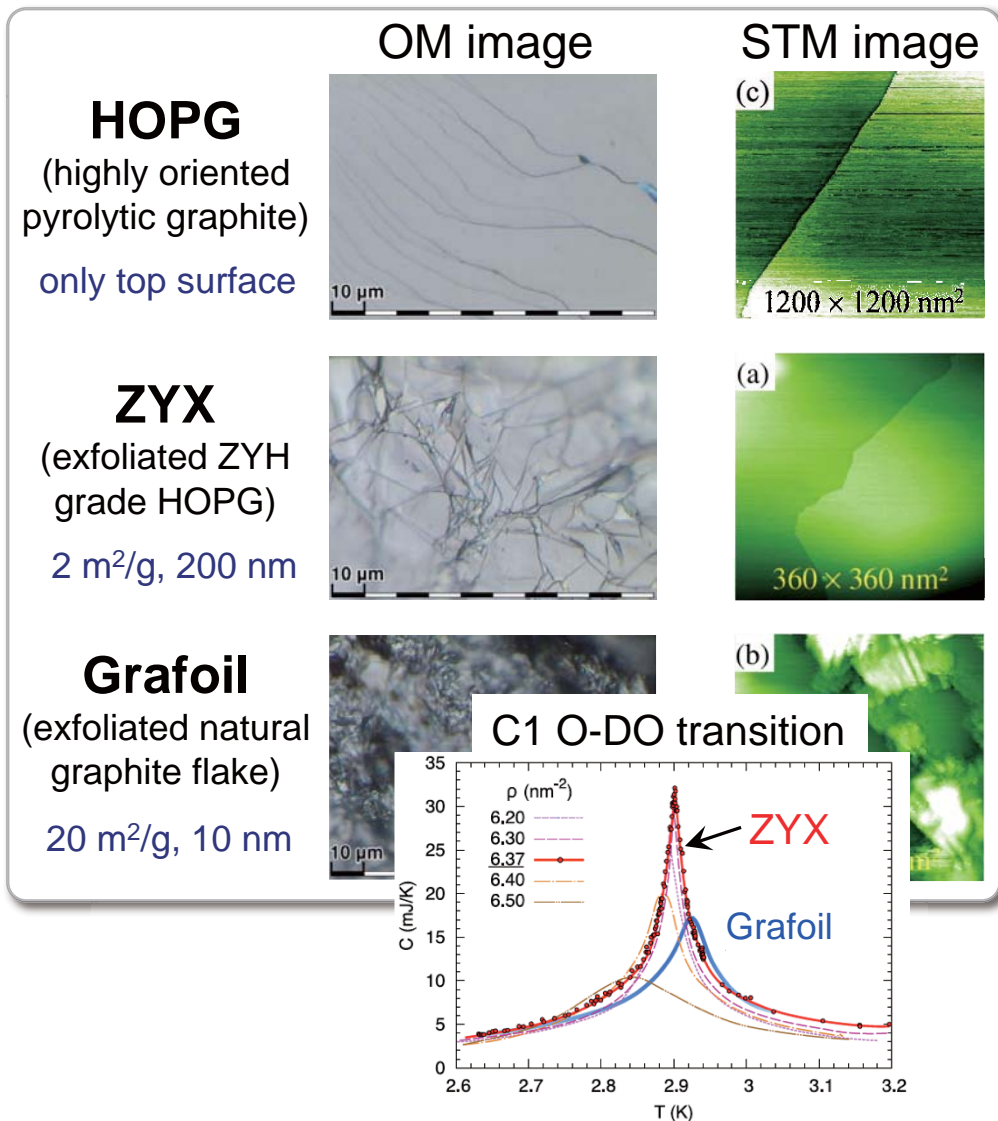 OM image
STM image
HOPG
(highly oriented
pyrolytic graphite)
only top surface
10 µm
(c)
1200 × 1200 nm²
ZYX
(exfoliated ZYH
grade HOPG)
2 m²/g, 200 nm
10 µm
(a)
360 × 360 nm²
Grafoil
(exfoliated natural
graphite flake)
20 m²/g, 10 nm
10 µm
(b)
C1 O-DO transition
35
30
25
20
15
10
5
0
C (mJ/K)
ρ (nm⁻²)
6.20
6.30
6.37
6.40
6.50
ZYX
Grafoil
2.6
2.7
2.8
2.9
3
3.1
3.2
T (K)